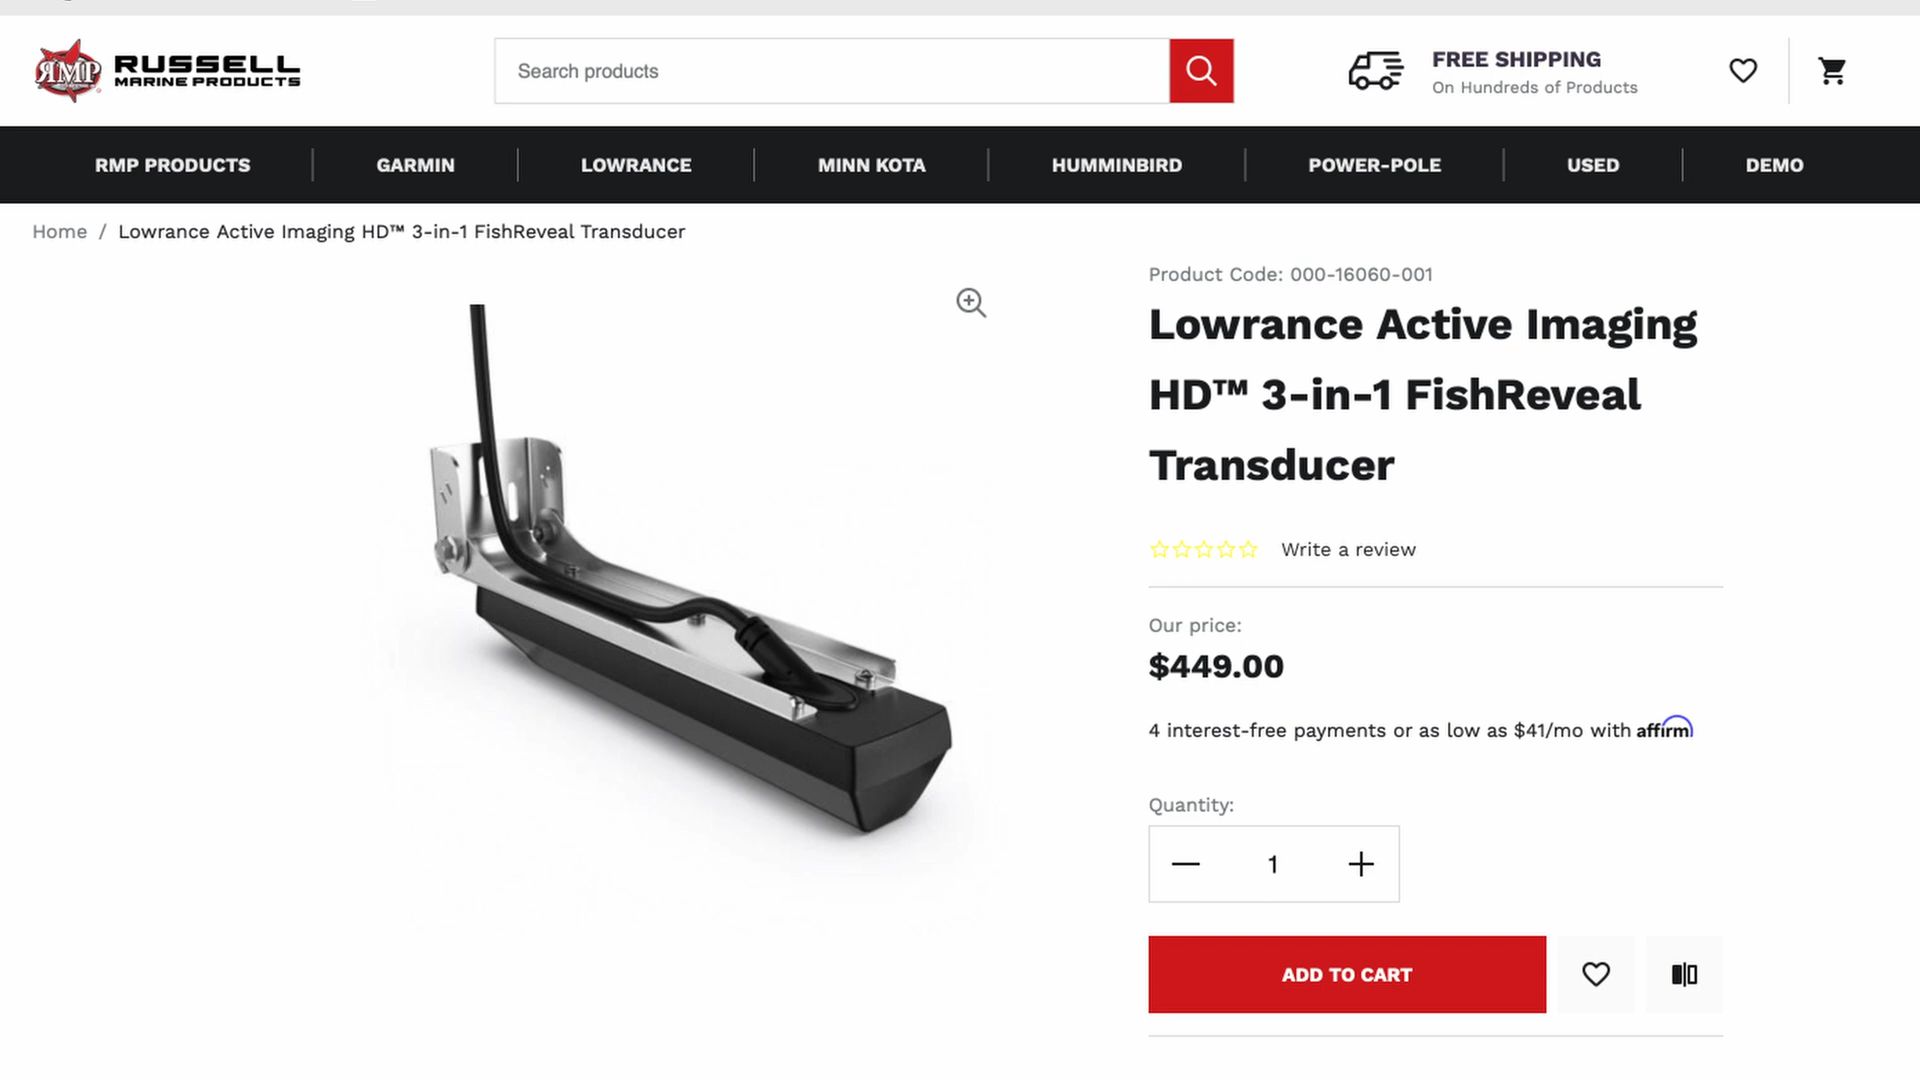 RMP
RUSSELL
MARINE PRODUCTS
Search products
FREE SHIPPING
On Hundreds of Products
RMP PRODUCTS
GARMIN
LOWRANCE
MINN KOTA
HUMMINBIRD
POWER-POLE
USED
DEMO
Home / Lowrance Active Imaging HD™ 3-in-1 FishReveal Transducer
Product Code: 000-16060-001
Lowrance Active Imaging
HD™ 3-in-1 FishReveal
Transducer
Write a review
Our price:
$449.00
4 interest-free payments or as low as $41/mo with affirm
Quantity:
1
ADD TO CART